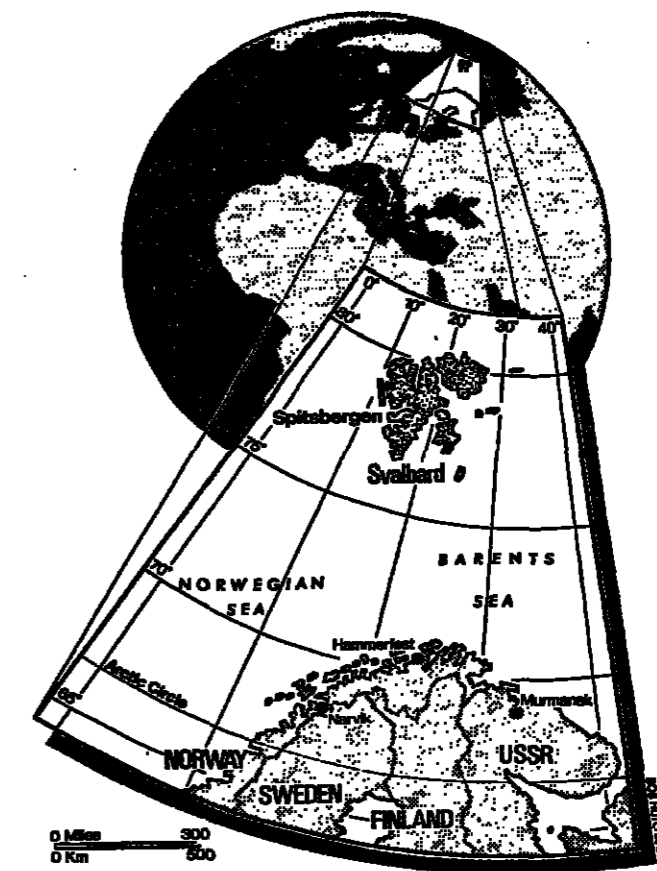 0°
10°
20°
30°
40°
80°
Spitsbergen
75°
Svalbard
70°
NORWEGIAN
SEA
BARENTS
SEA
Hammerfest
Arctic Circle
65°
Murmansk
Narvik
NORWAY
USSR
SWEDEN
FINLAND
0 Miles 300
0 Km 500